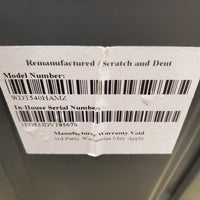 Remanufactured / Scratch and Dent
Model Number:
WDT540HAMZ
In-House Serial Number:
Manufacturer Warranty Void
3rd Party Warranties May Apply